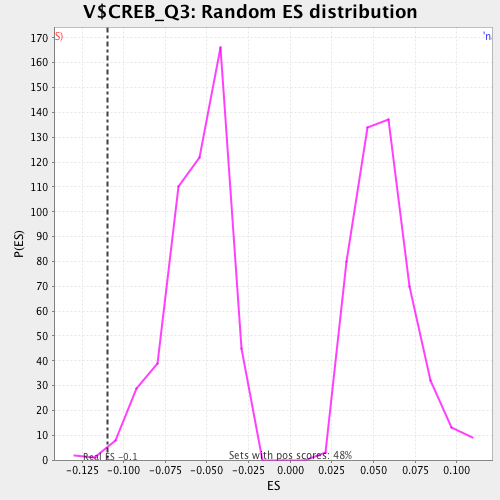 V$CREB_Q3: Random ES distribution
S)
'n
170
160
150
140
130
120
110
100
90
80
70
60
50
40
30
20
10
0
P(ES)
Real ES -0.1
Sets with pos scores: 48%
-0.125 -0.100 -0.075 -0.050 -0.025 0.000 0.025 0.050 0.075 0.100
ES